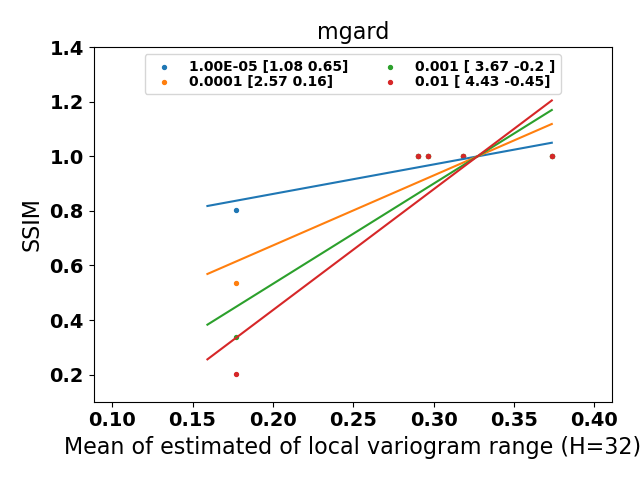 mgard
1.00E-05 [1.08 0.65]
0.0001 [2.57 0.16]
0.001 [ 3.67 -0.2 ]
0.01 [ 4.43 -0.45]
1.4
1.2
1.0
0.8
0.6
0.4
0.2
SSIM
0.10 0.15 0.20 0.25 0.30 0.35 0.40
Mean of estimated of local variogram range (H=32)